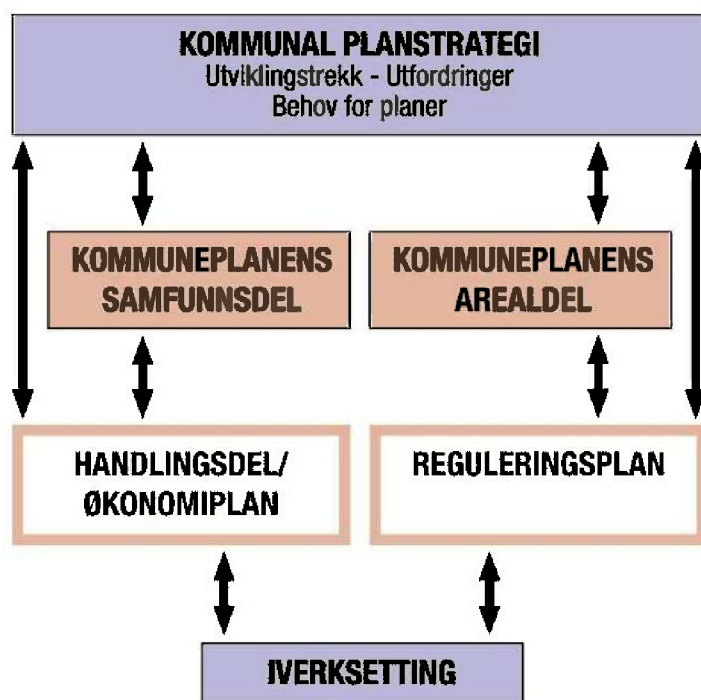 KOMMUNAL PLANSTRATEGI
Utviklingstrekk - Utfordringer
Behov for planer
KOMMUNEPLANENS
SAMFUNNSDEL
KOMMUNEPLANENS
AREALDEL
HANDLINGSDEL/
ØKONOMIPLAN
REGULERINGSPLAN
IVERKSETTING